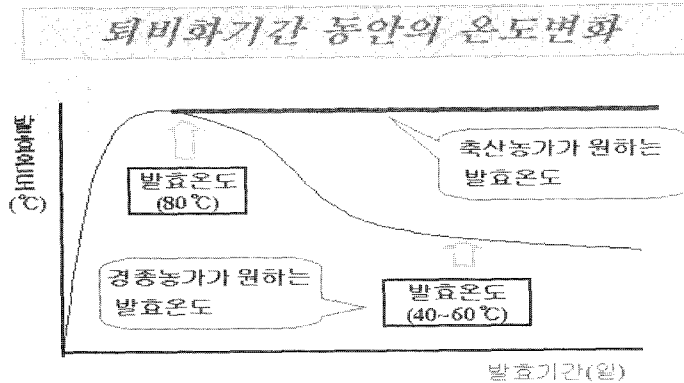 퇴비화기간 동안의 온도변화
(℃)
축산농가가 원하는
발효온도
발효온도
(80℃)
경종농가가 원하는
발효온도
발효온도
(40~60℃)
발효기간(일)